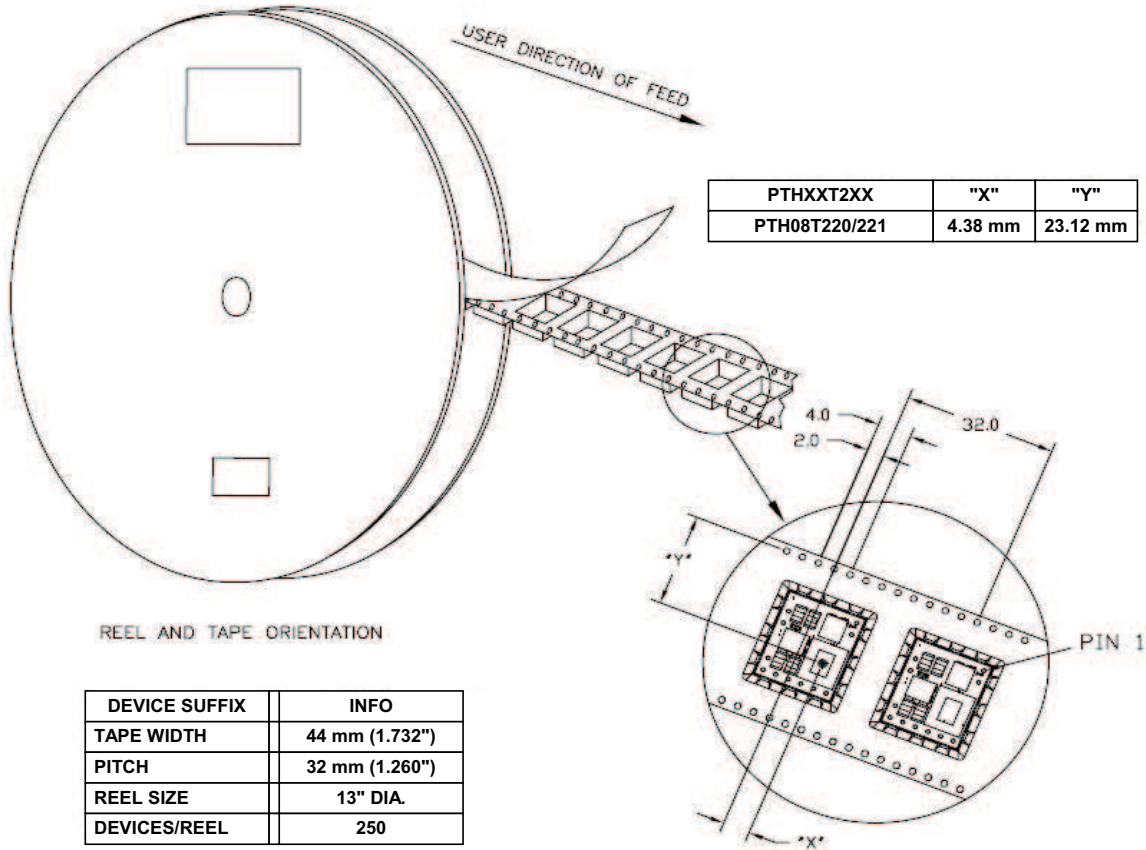 USER DIRECTION OF FEED
PTHXXT2XX "X" "Y"
PTH08T220/221 4.38 mm 23.12 mm
4.0
2.0
32.0
"Y"
PIN 1
"X"
REEL AND TAPE ORIENTATION
DEVICE SUFFIX INFO
TAPE WIDTH 44 mm (1.732")
PITCH 32 mm (1.260")
REEL SIZE 13" DIA.
DEVICES/REEL 250